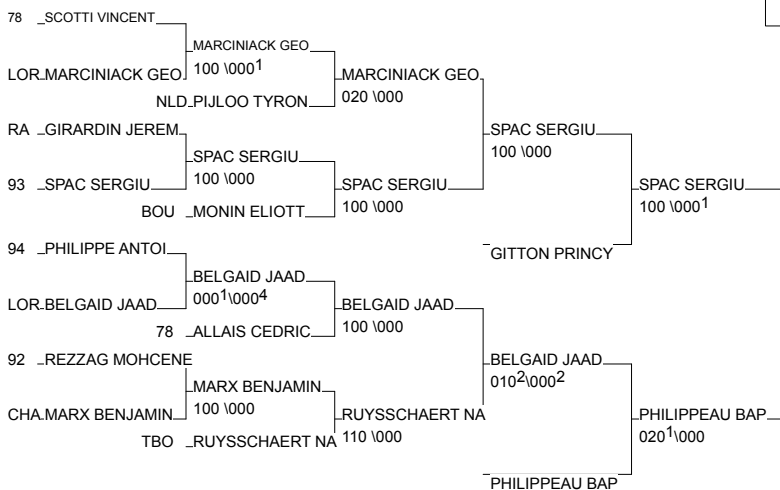 78 SCOTTI VINCENT
MARCINIACK GEO
100 \000¹
LOR MARCINIACK GEO
MARCINIACK GEO
020 \000
NLD PIJLOO TYRON
RA GIRARDIN JEREM
SPAC SERGIU
100 \000
SPAC SERGIU
100 \000
93 SPAC SERGIU
SPAC SERGIU
100 \000
SPAC SERGIU
100 \000¹
BOU MONIN ELIOTT
94 PHILIPPE ANTOI
GITTON PRINCY
BELGAID JAAD
000¹\000⁴
LOR BELGAID JAAD
BELGAID JAAD
100 \000
78 ALLAIS CEDRIC
92 REZZAG MOHCENE
BELGAID JAAD
010²\000²
MARX BENJAMIN
100 \000
CHA MARX BENJAMIN
RUYSSCHAERT NA
110 \000
PHILIPPEAU BAP
020¹\000
TBO RUYSSCHAERT NA
PHILIPPEAU BAP